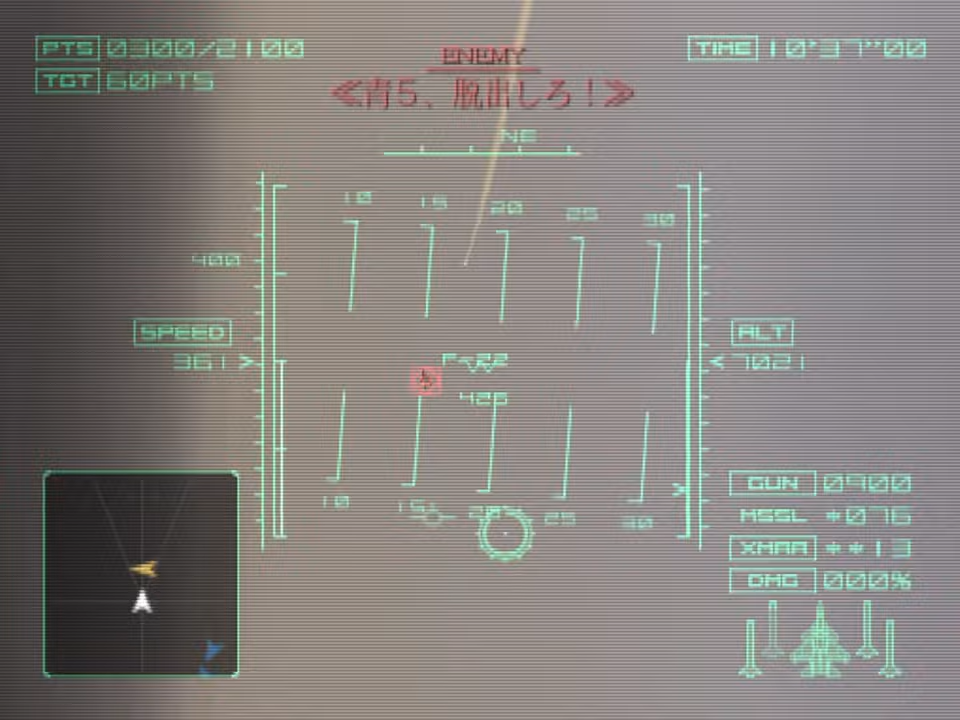 PTS 0300/2100
TGT 60PTS
ENEMY
≪青5、脱出しろ！≫
TIME 10'37"00
NE
10 15 20 25 30
400
SPEED
361 >
ALT
< 7021
F-22
426
10 15 20 25 30
GUN 0900
MSSL *076
XMAA **13
DMG 000%